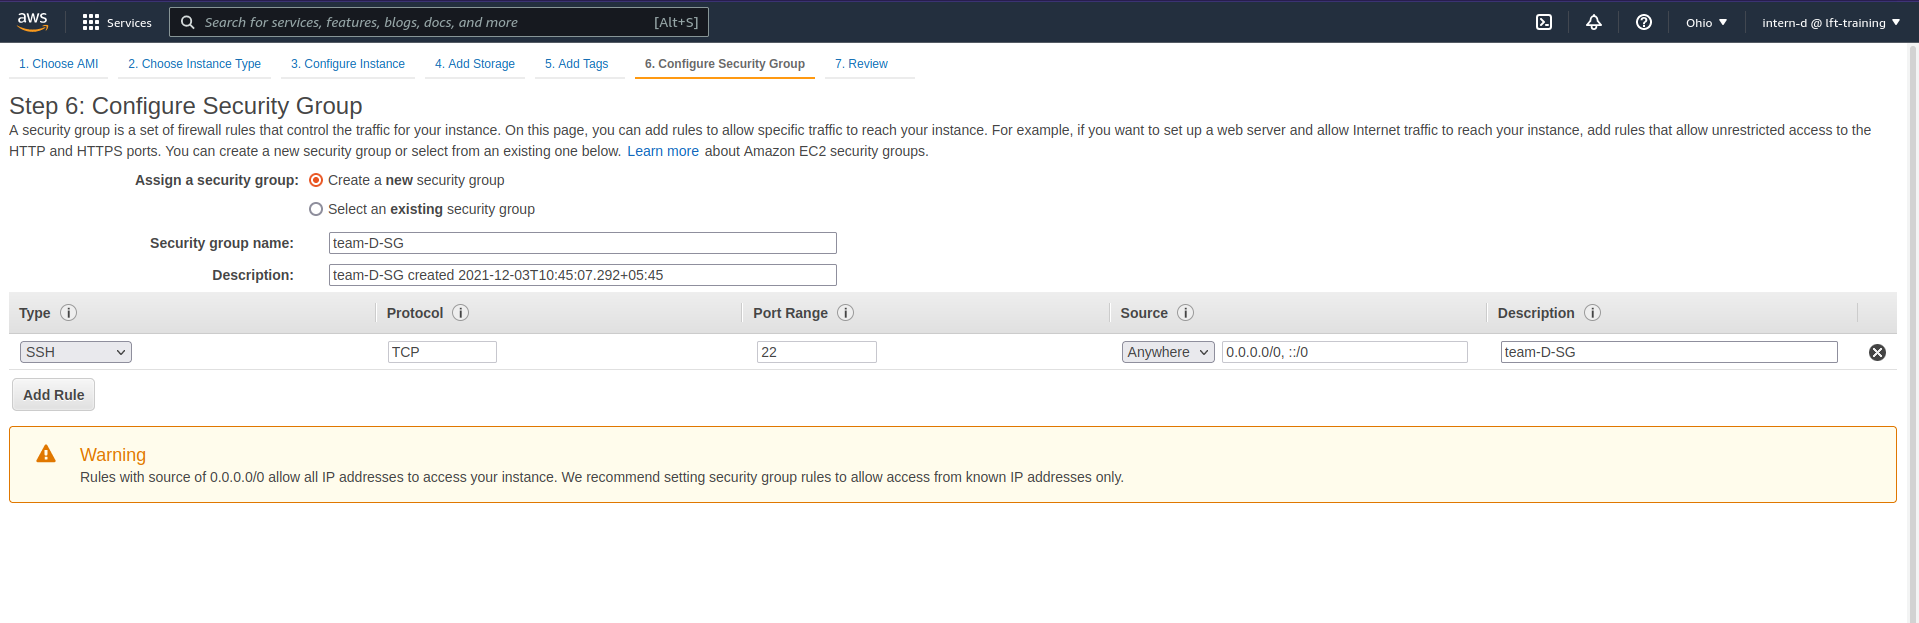 aws Services Search for services, features, blogs, docs, and more [Alt+S] Ohio intern-d @ lft-training
1. Choose AMI 2. Choose Instance Type 3. Configure Instance 4. Add Storage 5. Add Tags 6. Configure Security Group 7. Review
Step 6: Configure Security Group
A security group is a set of firewall rules that control the traffic for your instance. On this page, you can add rules to allow specific traffic to reach your instance. For example, if you want to set up a web server and allow Internet traffic to reach your instance, add rules that allow unrestricted access to the
HTTP and HTTPS ports. You can create a new security group or select from an existing one below. Learn more about Amazon EC2 security groups.
Assign a security group: Create a new security group
Select an existing security group
Security group name: team-D-SG
Description: team-D-SG created 2021-12-03T10:45:07.292+05:45
Type i Protocol i Port Range i Source i Description i
SSH TCP 22 Anywhere 0.0.0.0/0, ::/0 team-D-SG
Add Rule
Warning
Rules with source of 0.0.0.0/0 allow all IP addresses to access your instance. We recommend setting security group rules to allow access from known IP addresses only.